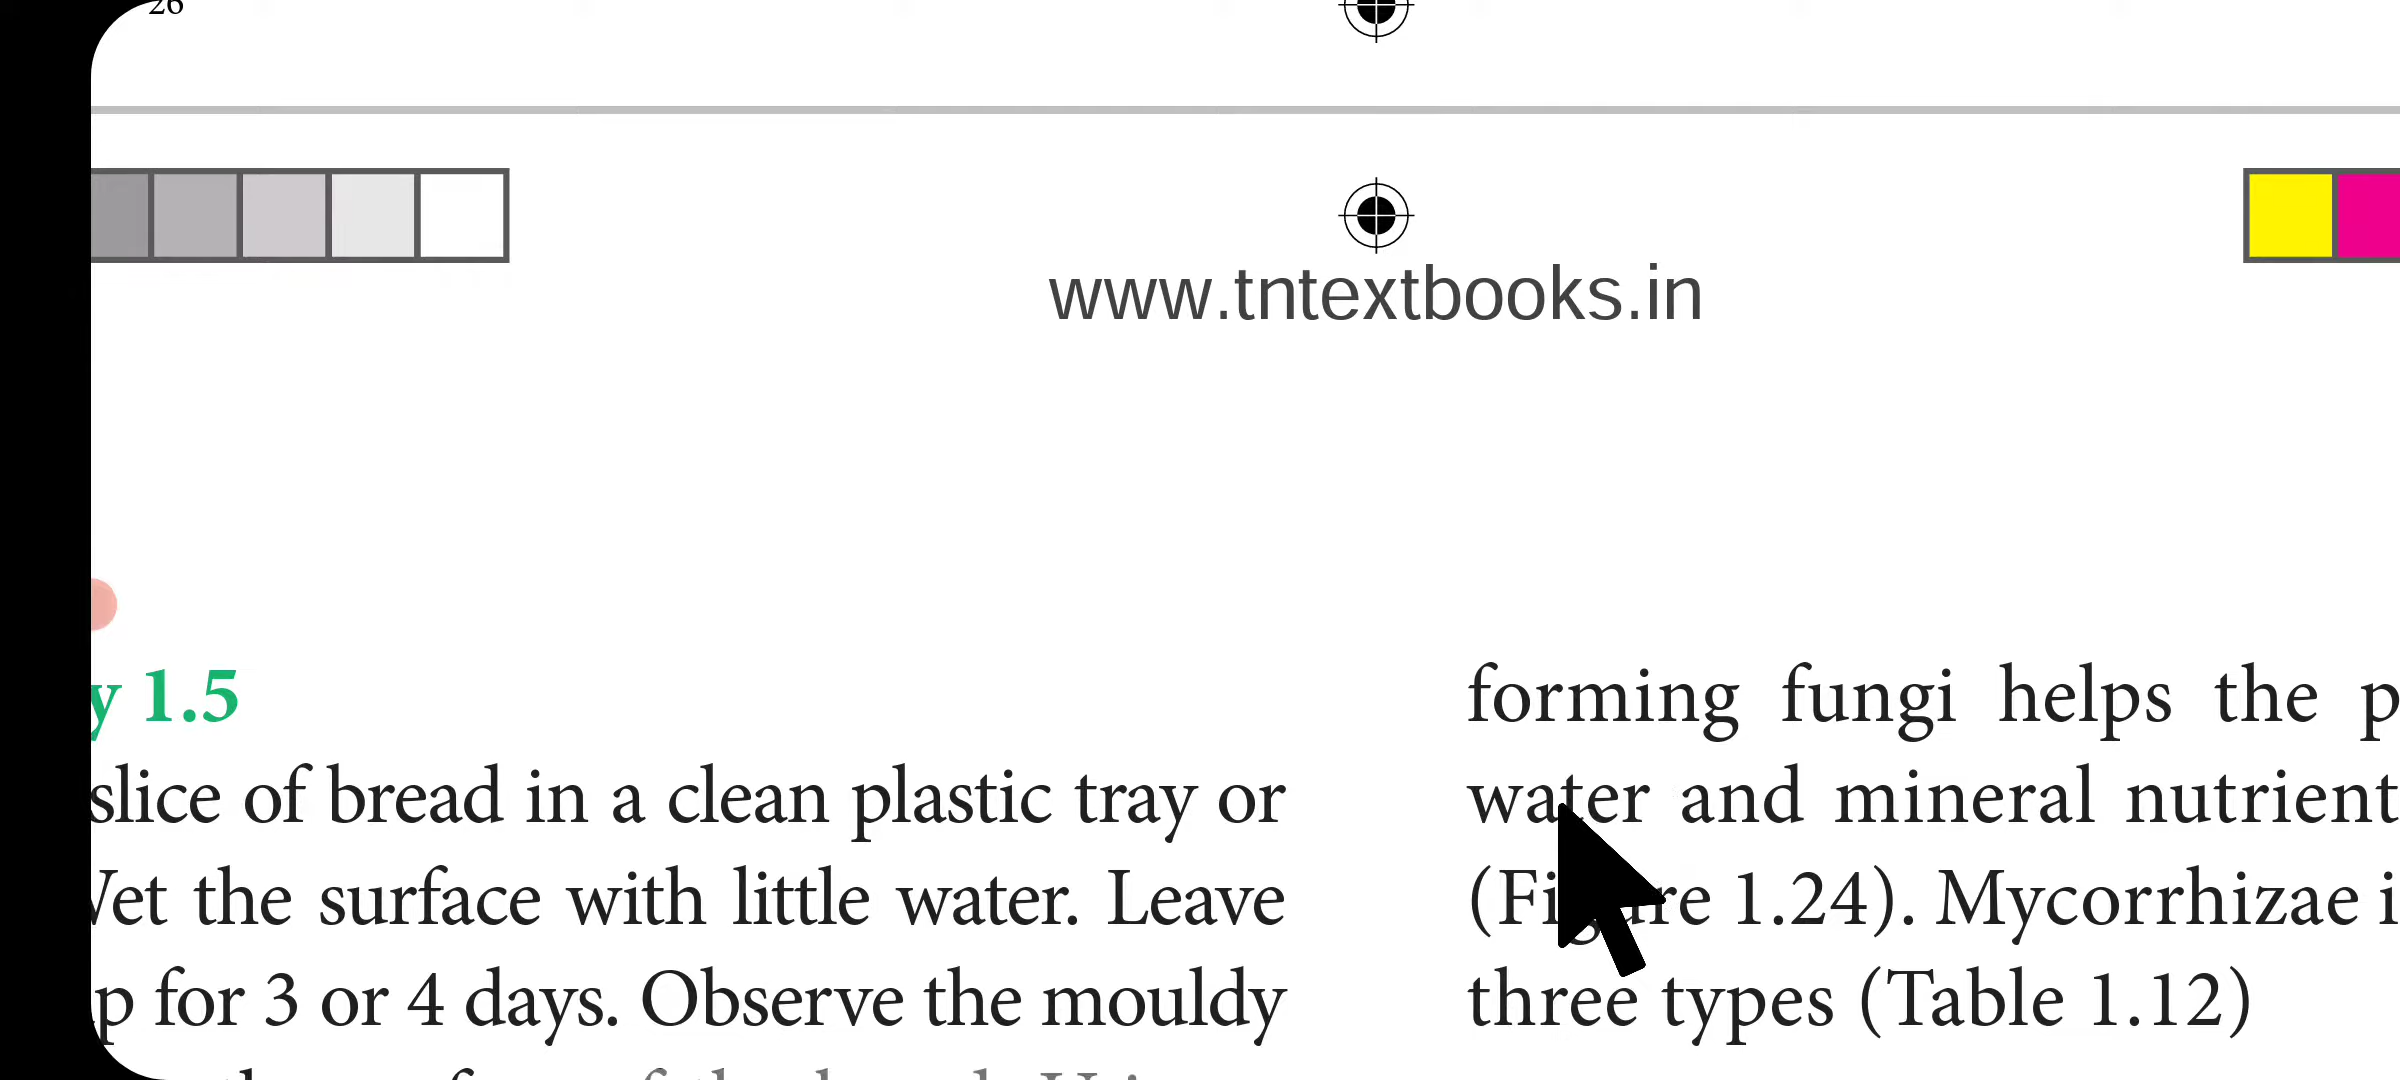 26
www.tntextbooks.in
y 1.5
slice of bread in a clean plastic tray or
Wet the surface with little water. Leave
for 3 or 4 days. Observe the mouldy
forming fungi helps the
water and mineral nutrient
(Figure 1.24). Mycorrhizae
three types (Table 1.12)